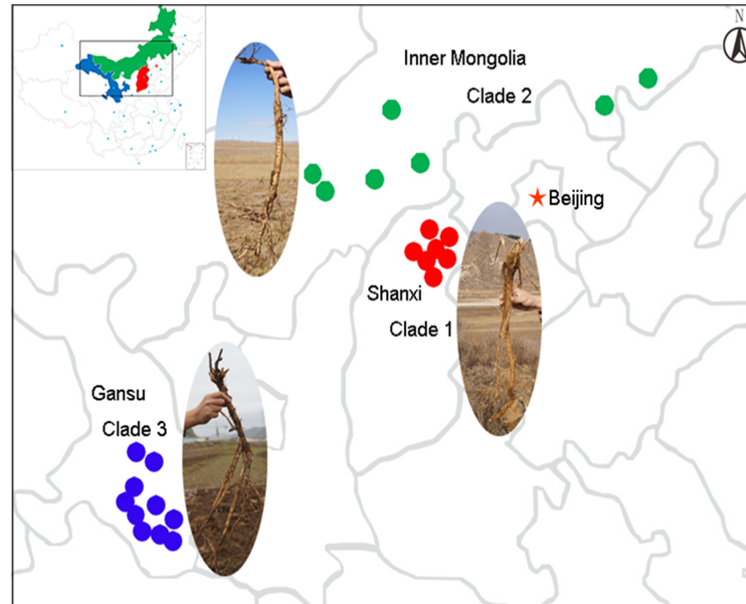 N
Inner Mongolia
Clade 2
Beijing
Shanxi
Clade 1
Gansu
Clade 3